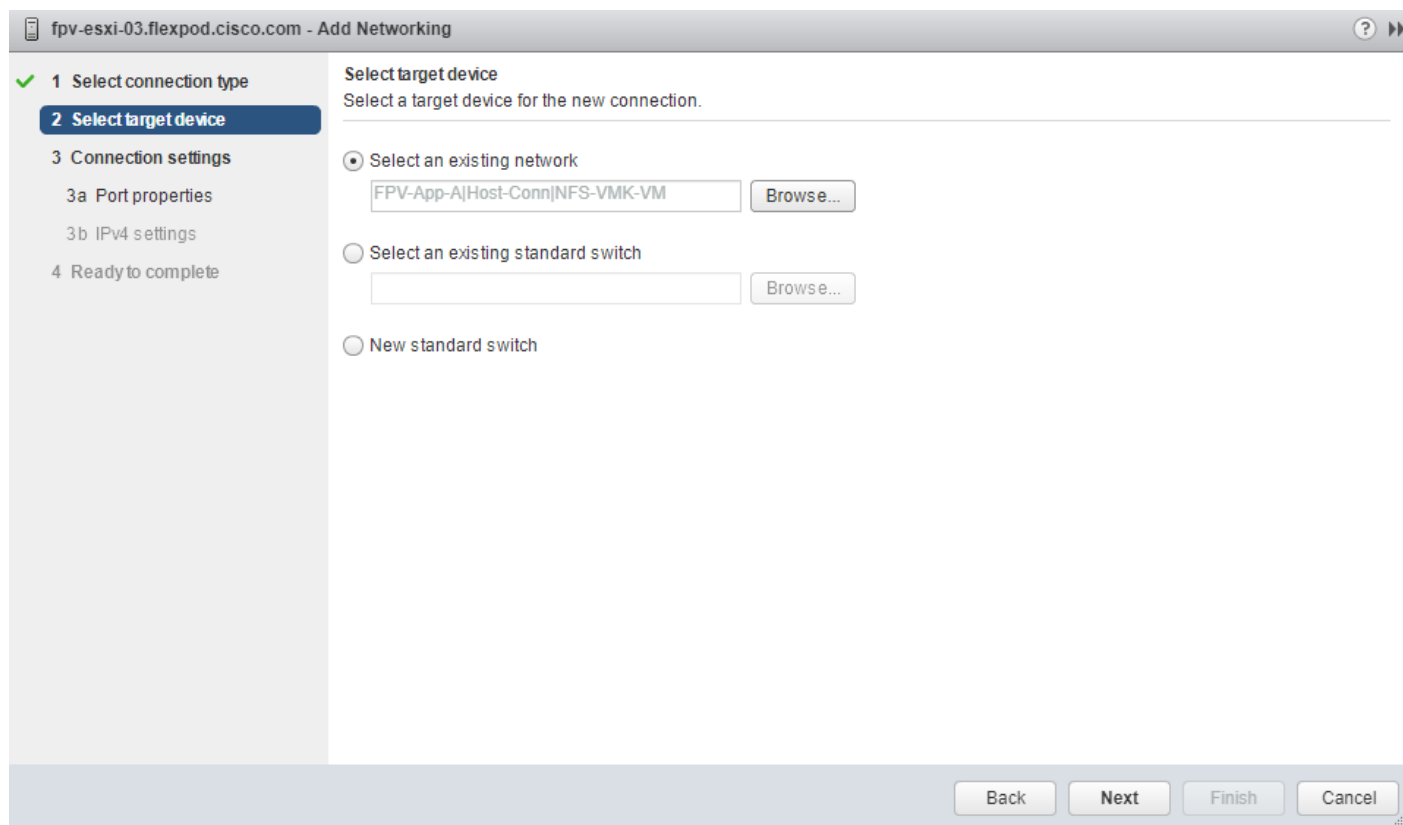 fpv-esxi-03.flexpod.cisco.com - Add Networking
?
1 Select connection type
2 Select target device
3 Connection settings
3a Port properties
3b IPv4 settings
4 Ready to complete
Select target device
Select a target device for the new connection.
Select an existing network
FPV-App-A|Host-Conn|NFS-VMK-VM
Browse...
Select an existing standard switch
Browse...
New standard switch
Back
Next
Finish
Cancel